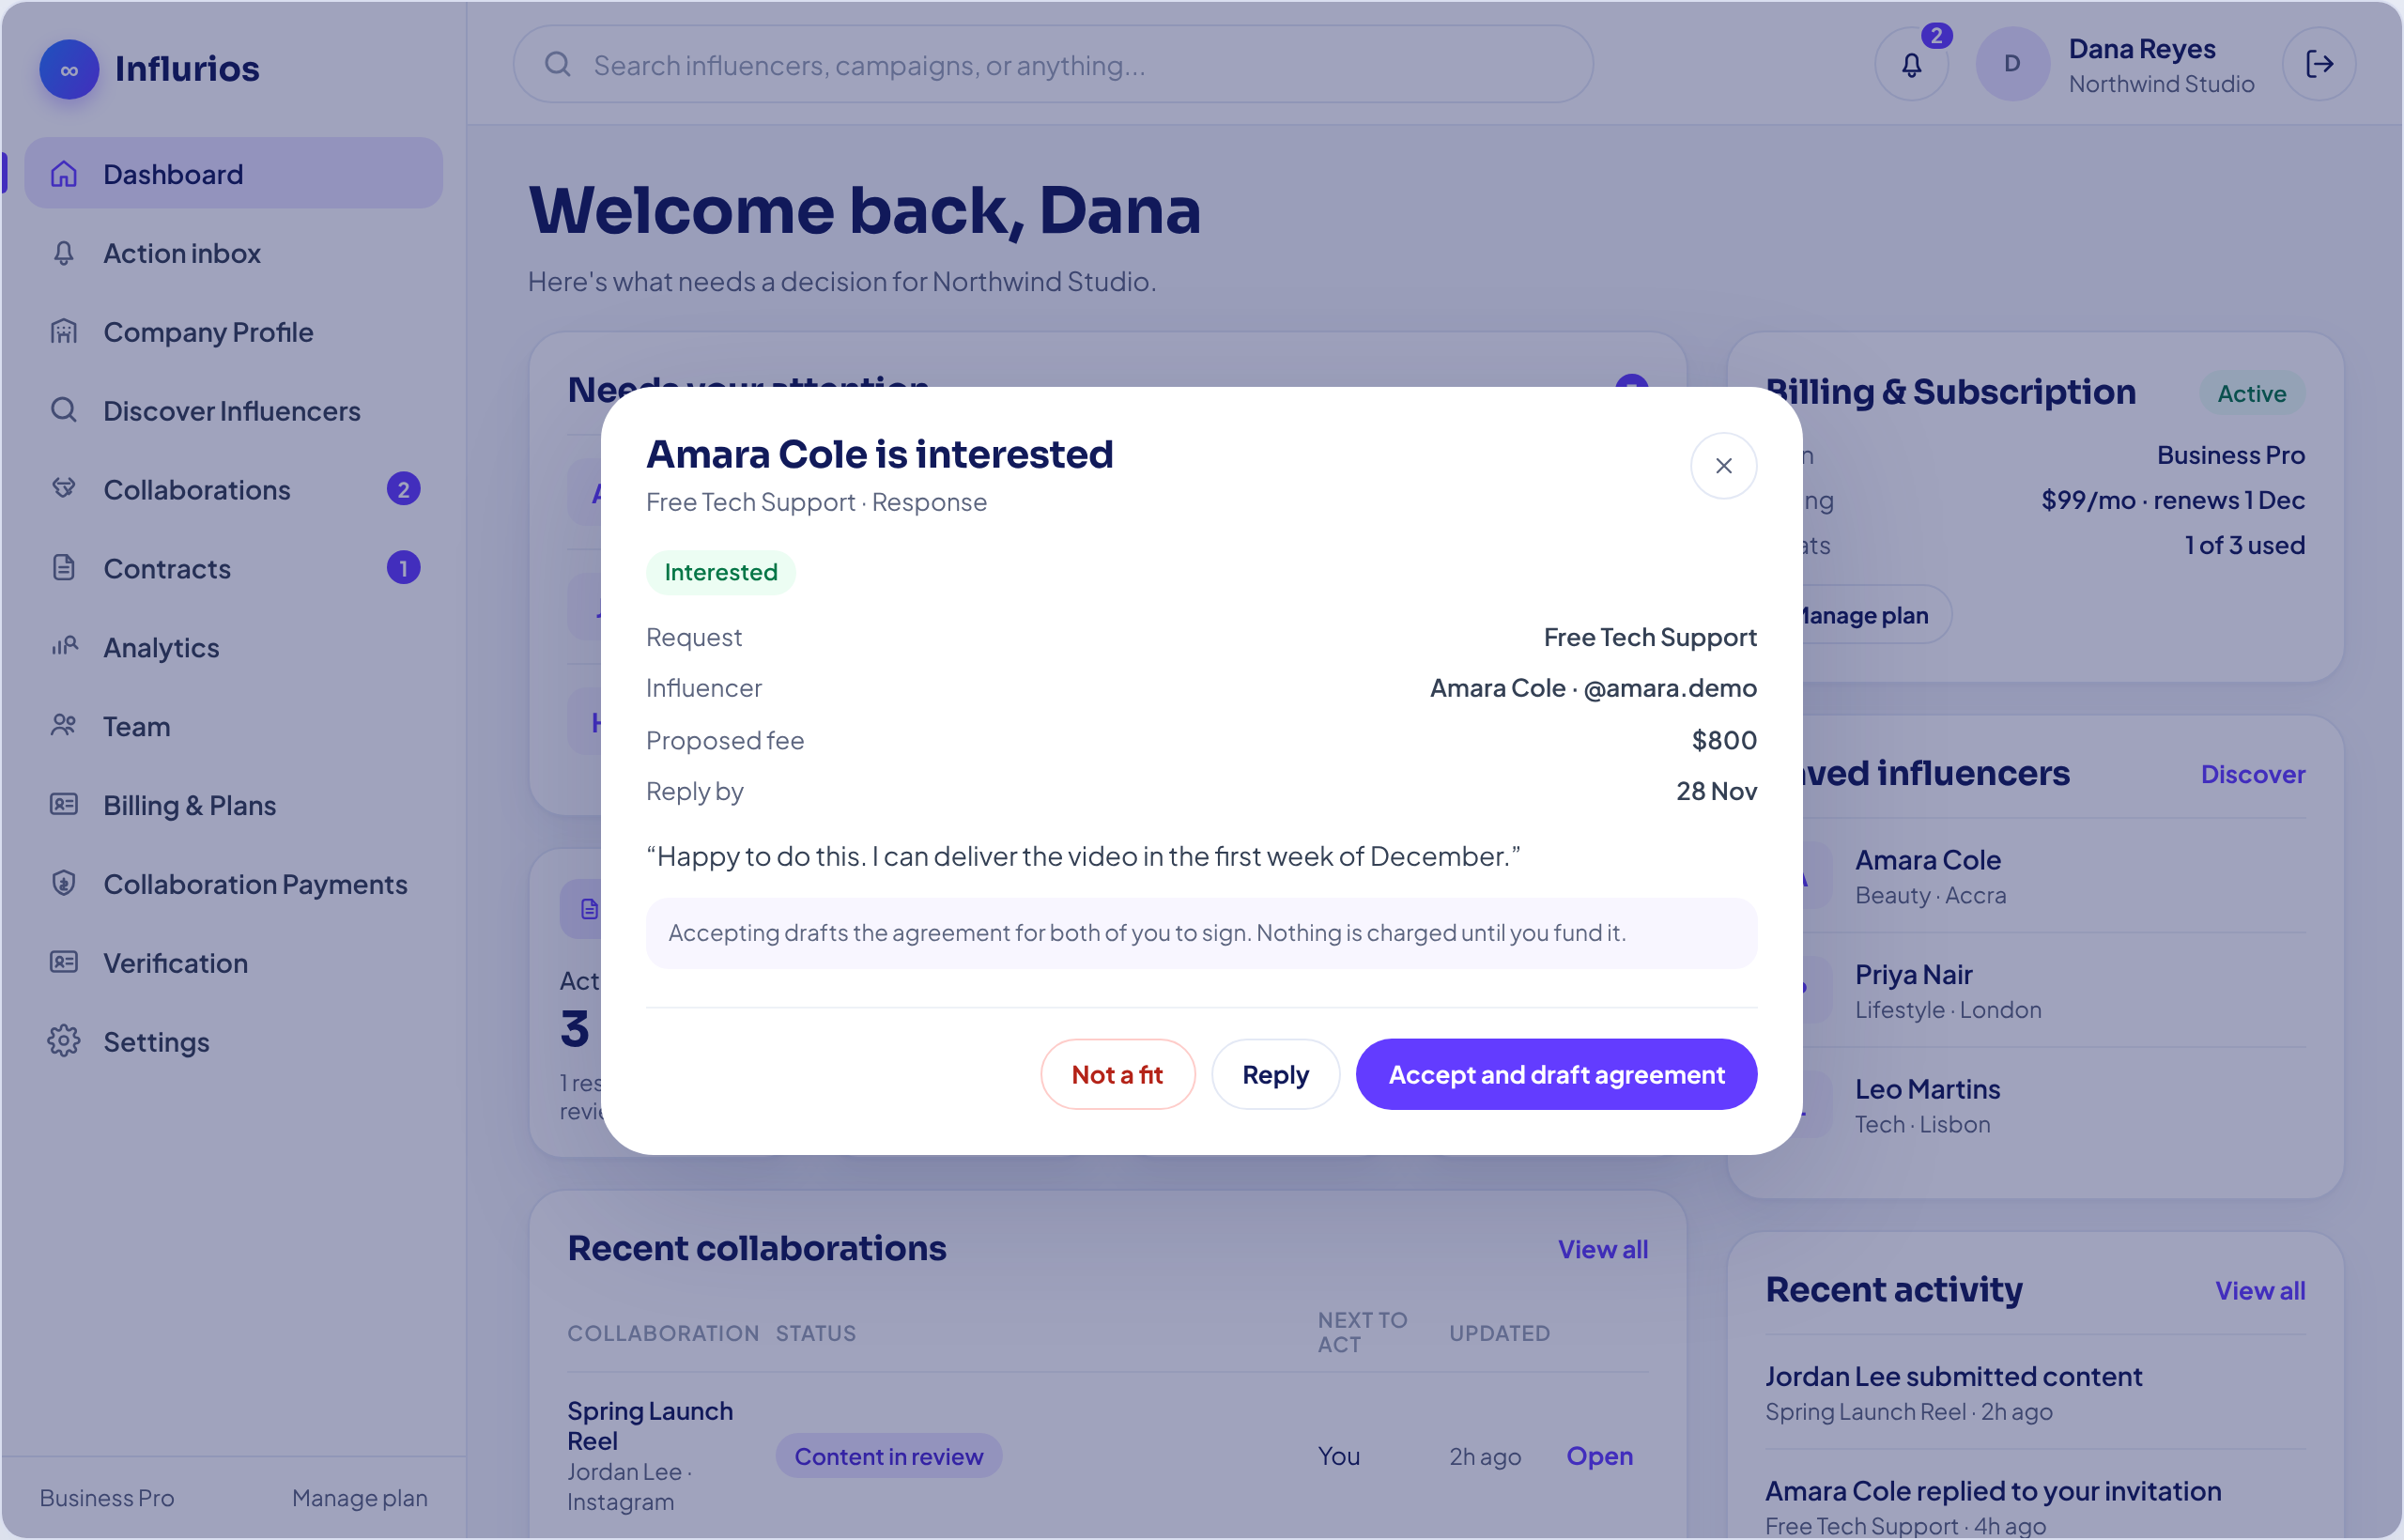 Influrios
Search influencers, campaigns, or anything...
2
D
Dana Reyes
Northwind Studio
Dashboard
Action inbox
Company Profile
Discover Influencers
Collaborations
2
Contracts
1
Analytics
Team
Billing & Plans
Collaboration Payments
Verification
Settings
Business Pro
Manage plan
Welcome back, Dana
Here's what needs a decision for Northwind Studio.
Needs your attention
Amara Cole is interested
Free Tech Support · Response
Interested
Request
Free Tech Support
Influencer
Amara Cole · @amara.demo
Proposed fee
$800
Reply by
28 Nov
“Happy to do this. I can deliver the video in the first week of December.”
Accepting drafts the agreement for both of you to sign. Nothing is charged until you fund it.
Not a fit
Reply
Accept and draft agreement
3
Recent collaborations
View all
COLLABORATION
STATUS
NEXT TO
ACT
UPDATED
Spring Launch
Reel
Jordan Lee ·
Instagram
Content in review
You
2h ago
Open
Billing & Subscription
Active
Business Pro
$99/mo · renews 1 Dec
1 of 3 used
Manage plan
influencers
Discover
Amara Cole
Beauty · Accra
Priya Nair
Lifestyle · London
Leo Martins
Tech · Lisbon
Recent activity
View all
Jordan Lee submitted content
Spring Launch Reel · 2h ago
Amara Cole replied to your invitation
Free Tech Support · 4h ago